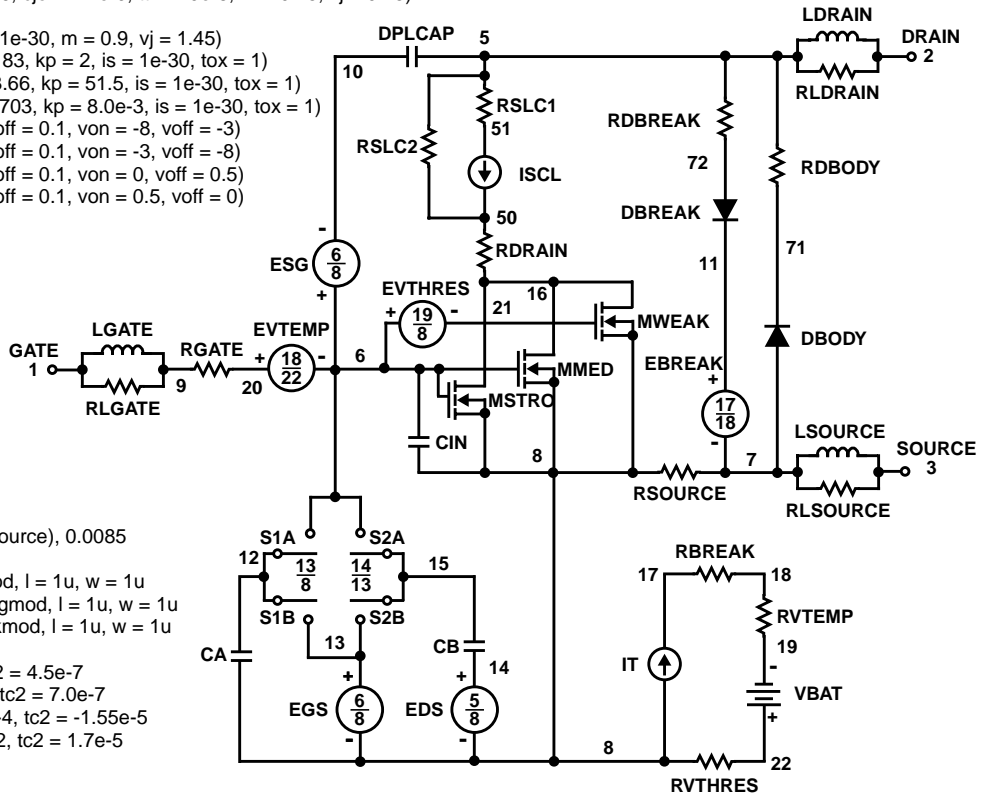 1e-30, m = 0.9, vj = 1.45)
83, kp = 2, is = 1e-30, tox = 1)
3.66, kp = 51.5, is = 1e-30, tox = 1)
703, kp = 8.0e-3, is = 1e-30, tox = 1)
voff = 0.1, von = -8, voff = -3)
voff = 0.1, von = -3, voff = -8)
voff = 0.1, von = 0, voff = 0.5)
voff = 0.1, von = 0.5, voff = 0)
LDRAIN
DPLCAP
5
DRAIN
2
10
RLDRAIN
RSLC1
51
RDBREAK
RSLC2
72
RDBODY
ISCL
DBREAK
50
RDRAIN
71
ESG
6
8
11
EVTHRES
16
19
8
21
MWEAK
LGATE
EVTEMP
GATE
1
RGATE
18
22
6
MMED
EBREAK
DBODY
9
20
MSTRO
17
18
RLGATE
LSOURCE
CIN
8
7
SOURCE
3
RSOURCE
RLSOURCE
ource), 0.0085
S1A
S2A
RBREAK
12
13
8
14
13
15
17
18
od, l = 1u, w = 1u
gmod, l = 1u, w = 1u
kmod, l = 1u, w = 1u
S1B
S2B
RVTEMP
13
CB
19
CA
14
IT
2 = 4.5e-7
tc2 = 7.0e-7
-4, tc2 = -1.55e-5
2, tc2 = 1.7e-5
VBAT
EGS
6
8
EDS
5
8
8
22
RVTHRES